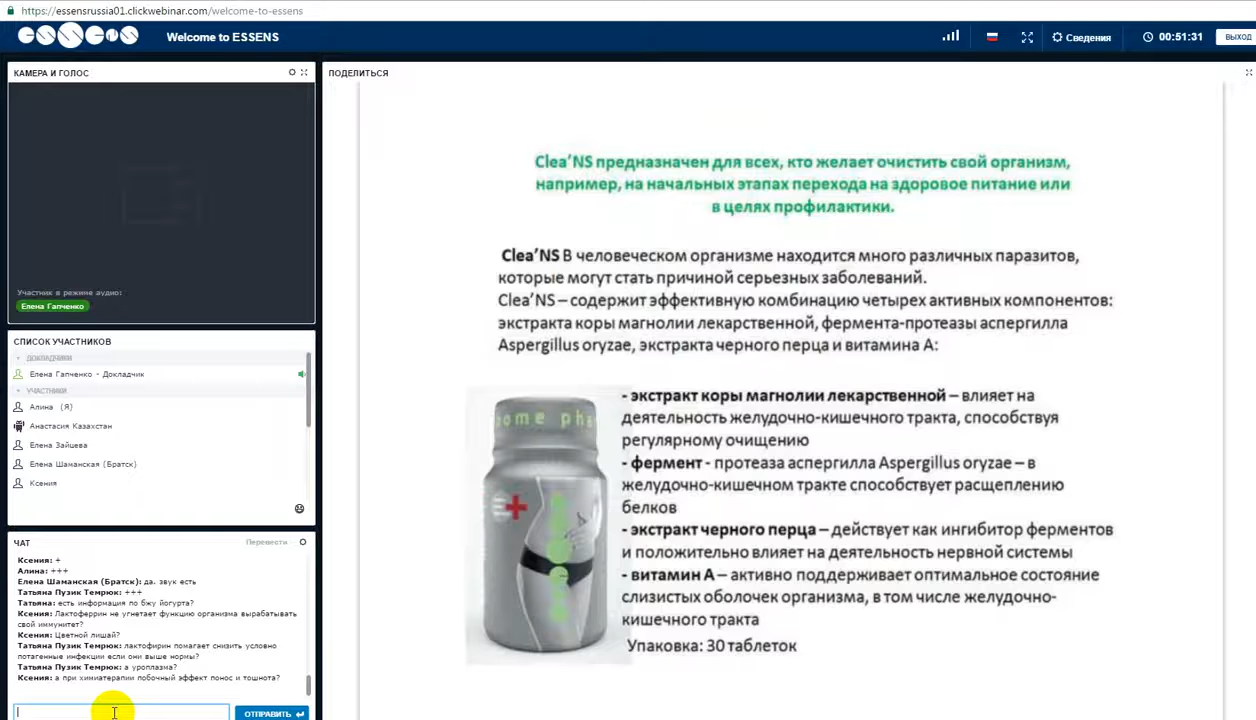 https://essensrussia01.clickwebinar.com/welcome-to-essens
essens
Welcome to ESSENS
Сведения
00:51:31
ВЫХОД
КАМЕРА И ГОЛОС
ПОДЕЛИТЬСЯ
Участник в режиме аудио:
Елена Гапченко
СПИСОК УЧАСТНИКОВ
ДОКЛАДЧИКИ
Елена Гапченко - Докладчик
УЧАСТНИКИ
Алина (Я)
Анастасия Казахстан
Елена Зайцева
Елена Шаманская (Братск)
Ксения
ЧАТ
Перевести
Ксения: +
Алина: +++
Елена Шаманская (Братск): да. звук есть
Татьяна Пузик Темрюк: +++
Татьяна: есть информация по бжу йогурта?
Ксения: Лактоферрин не угнетает функцию организма вырабатывать
свой иммунитет?
Ксения: Цветной лишай?
Татьяна Пузик Темрюк: лактофирин помагает снизить условно
потагенные инфекции если они выше нормы?
Татьяна Пузик Темрюк: а уроплазма?
Ксения: а при химиатерапии побочный эффект понос и тошнота?
ОТПРАВИТЬ
Clea’NS предназначен для всех, кто желает очистить свой организм,
например, на начальных этапах перехода на здоровое питание или
в целях профилактики.
Clea’NS В человеческом организме находится много различных паразитов,
которые могут стать причиной серьезных заболеваний.
Clea’NS – содержит эффективную комбинацию четырех активных компонентов:
экстракта коры магнолии лекарственной, фермента-протеазы аспергилла
Aspergillus oryzae, экстракта черного перца и витамина А:
- экстракт коры магнолии лекарственной – влияет на
деятельность желудочно-кишечного тракта, способствуя
регулярному очищению
- фермент - протеаза аспергилла Aspergillus oryzae – в
желудочно-кишечном тракте способствует расщеплению
белков
- экстракт черного перца – действует как ингибитор ферментов
и положительно влияет на деятельность нервной системы
- витамин А – активно поддерживает оптимальное состояние
слизистых оболочек организма, в том числе желудочно-
кишечного тракта
Упаковка: 30 таблеток
ome pha